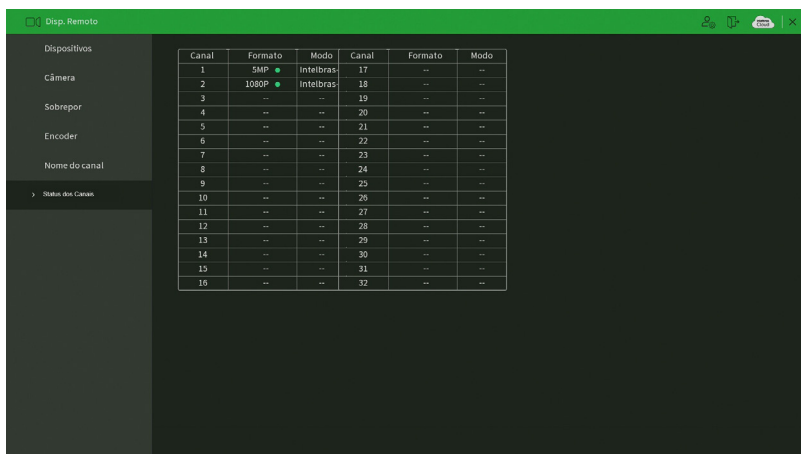 Disp. Remoto
Cloud
Dispositivos
Câmera
Sobrepor
Encoder
Nome do canal
Status dos Canais
Canal Formato Modo Canal Formato Modo
1 5MP Intelbras- 17 -- --
2 1080P Intelbras- 18 -- --
3 -- -- 19 -- --
4 -- -- 20 -- --
5 -- -- 21 -- --
6 -- -- 22 -- --
7 -- -- 23 -- --
8 -- -- 24 -- --
9 -- -- 25 -- --
10 -- -- 26 -- --
11 -- -- 27 -- --
12 -- -- 28 -- --
13 -- -- 29 -- --
14 -- -- 30 -- --
15 -- -- 31 -- --
16 -- -- 32 -- --